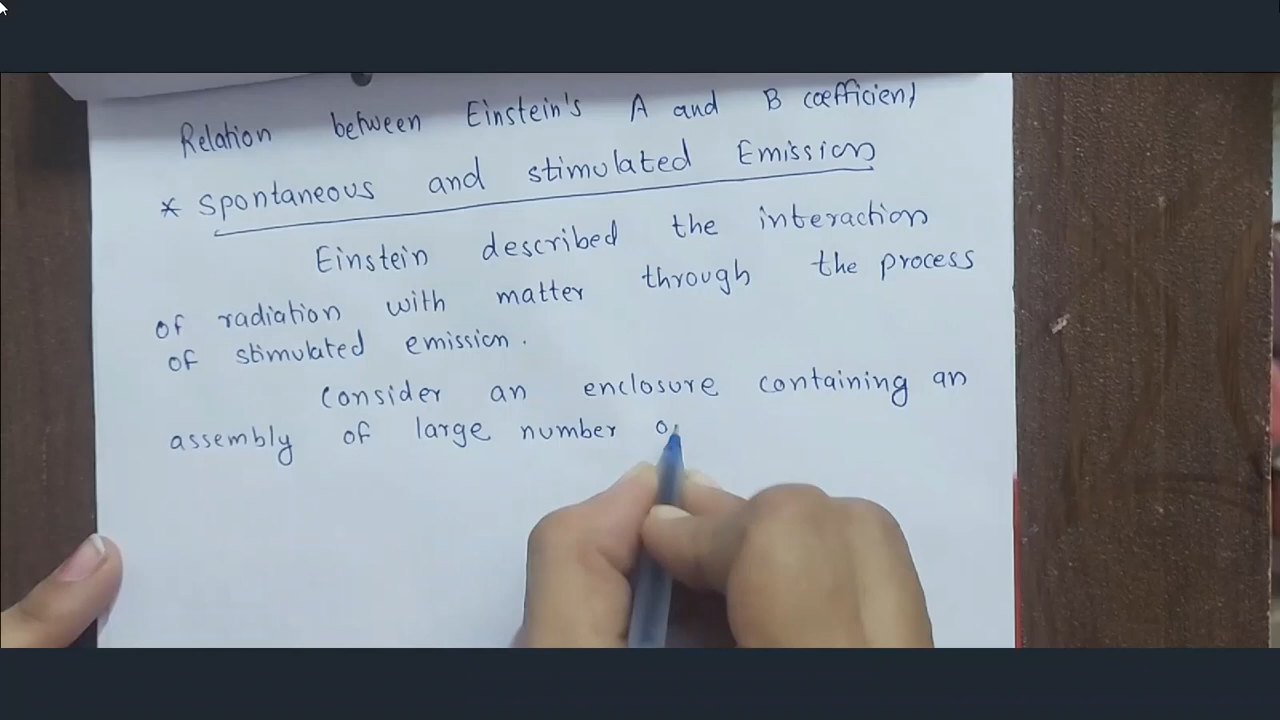 Relation between Einstein's A and B coefficient
* Spontaneous and stimulated Emission
Einstein described the interaction
of radiation with matter through the process
of stimulated emission.
Consider an enclosure containing an
assembly of large number o